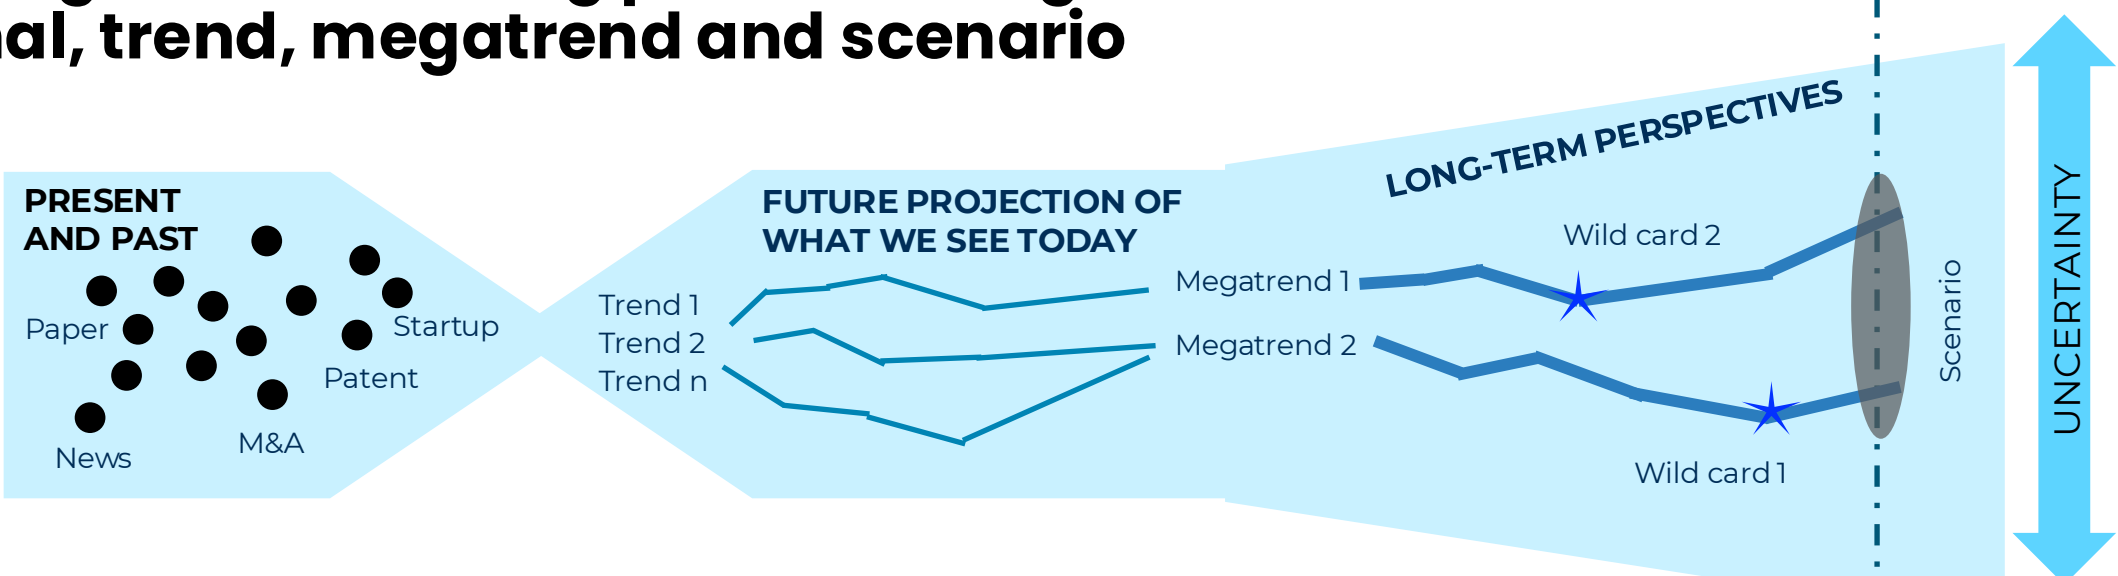 trend, megatrend and scenario
PRESENT
AND PAST
Paper
Startup
Patent
M&A
News
FUTURE PROJECTION OF
WHAT WE SEE TODAY
Trend 1
Trend 2
Trend n
Megatrend 1
Megatrend 2
LONG-TERM PERSPECTIVES
Wild card 2
Wild card 1
Scenario
UNCERTAINTY